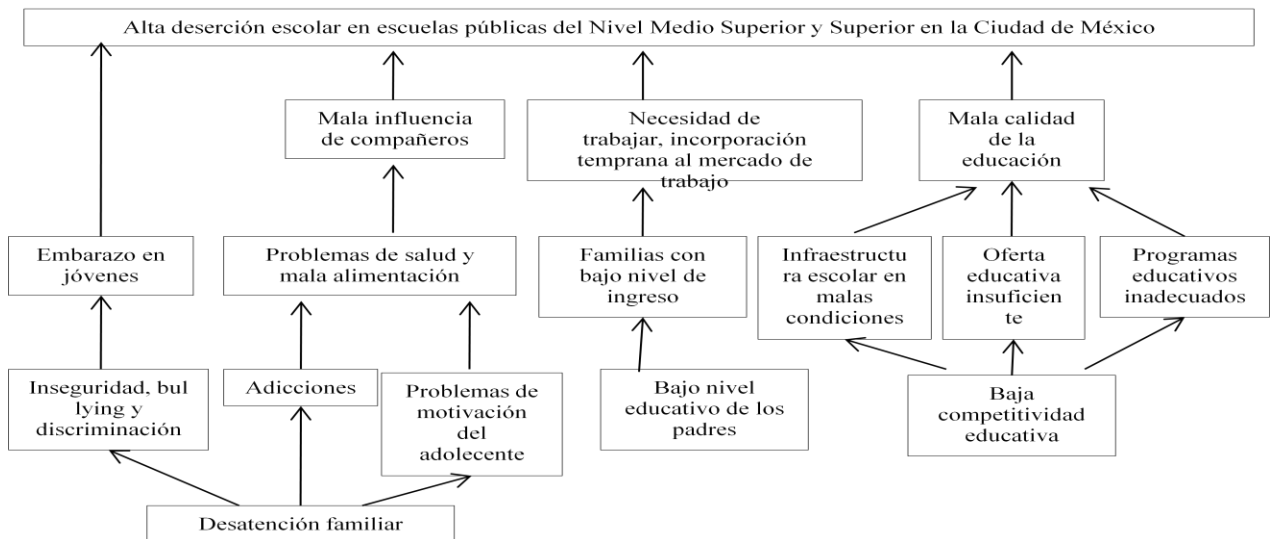 Alta deserción escolar en escuelas públicas del Nivel Medio Superior y Superior en la Ciudad de México
Mala influencia
de compañeros
Necesidad de
trabajar, incorporación
temprana al mercado de
trabajo
Mala calidad
de la
educación
Embarazo en
jóvenes
Problemas de salud y
mala alimentación
Familias con
bajo nivel de
ingreso
Infraestructu
ra escolar en
malas
condiciones
Oferta
educativa
insuficien
te
Programas
educativos
inadecuados
Inseguridad, bul
lying y
discriminación
Adicciones
Problemas de
motivación
del
adolecente
Bajo nivel
educativo de los
padres
Baja
competitividad
educativa
Desatención familiar